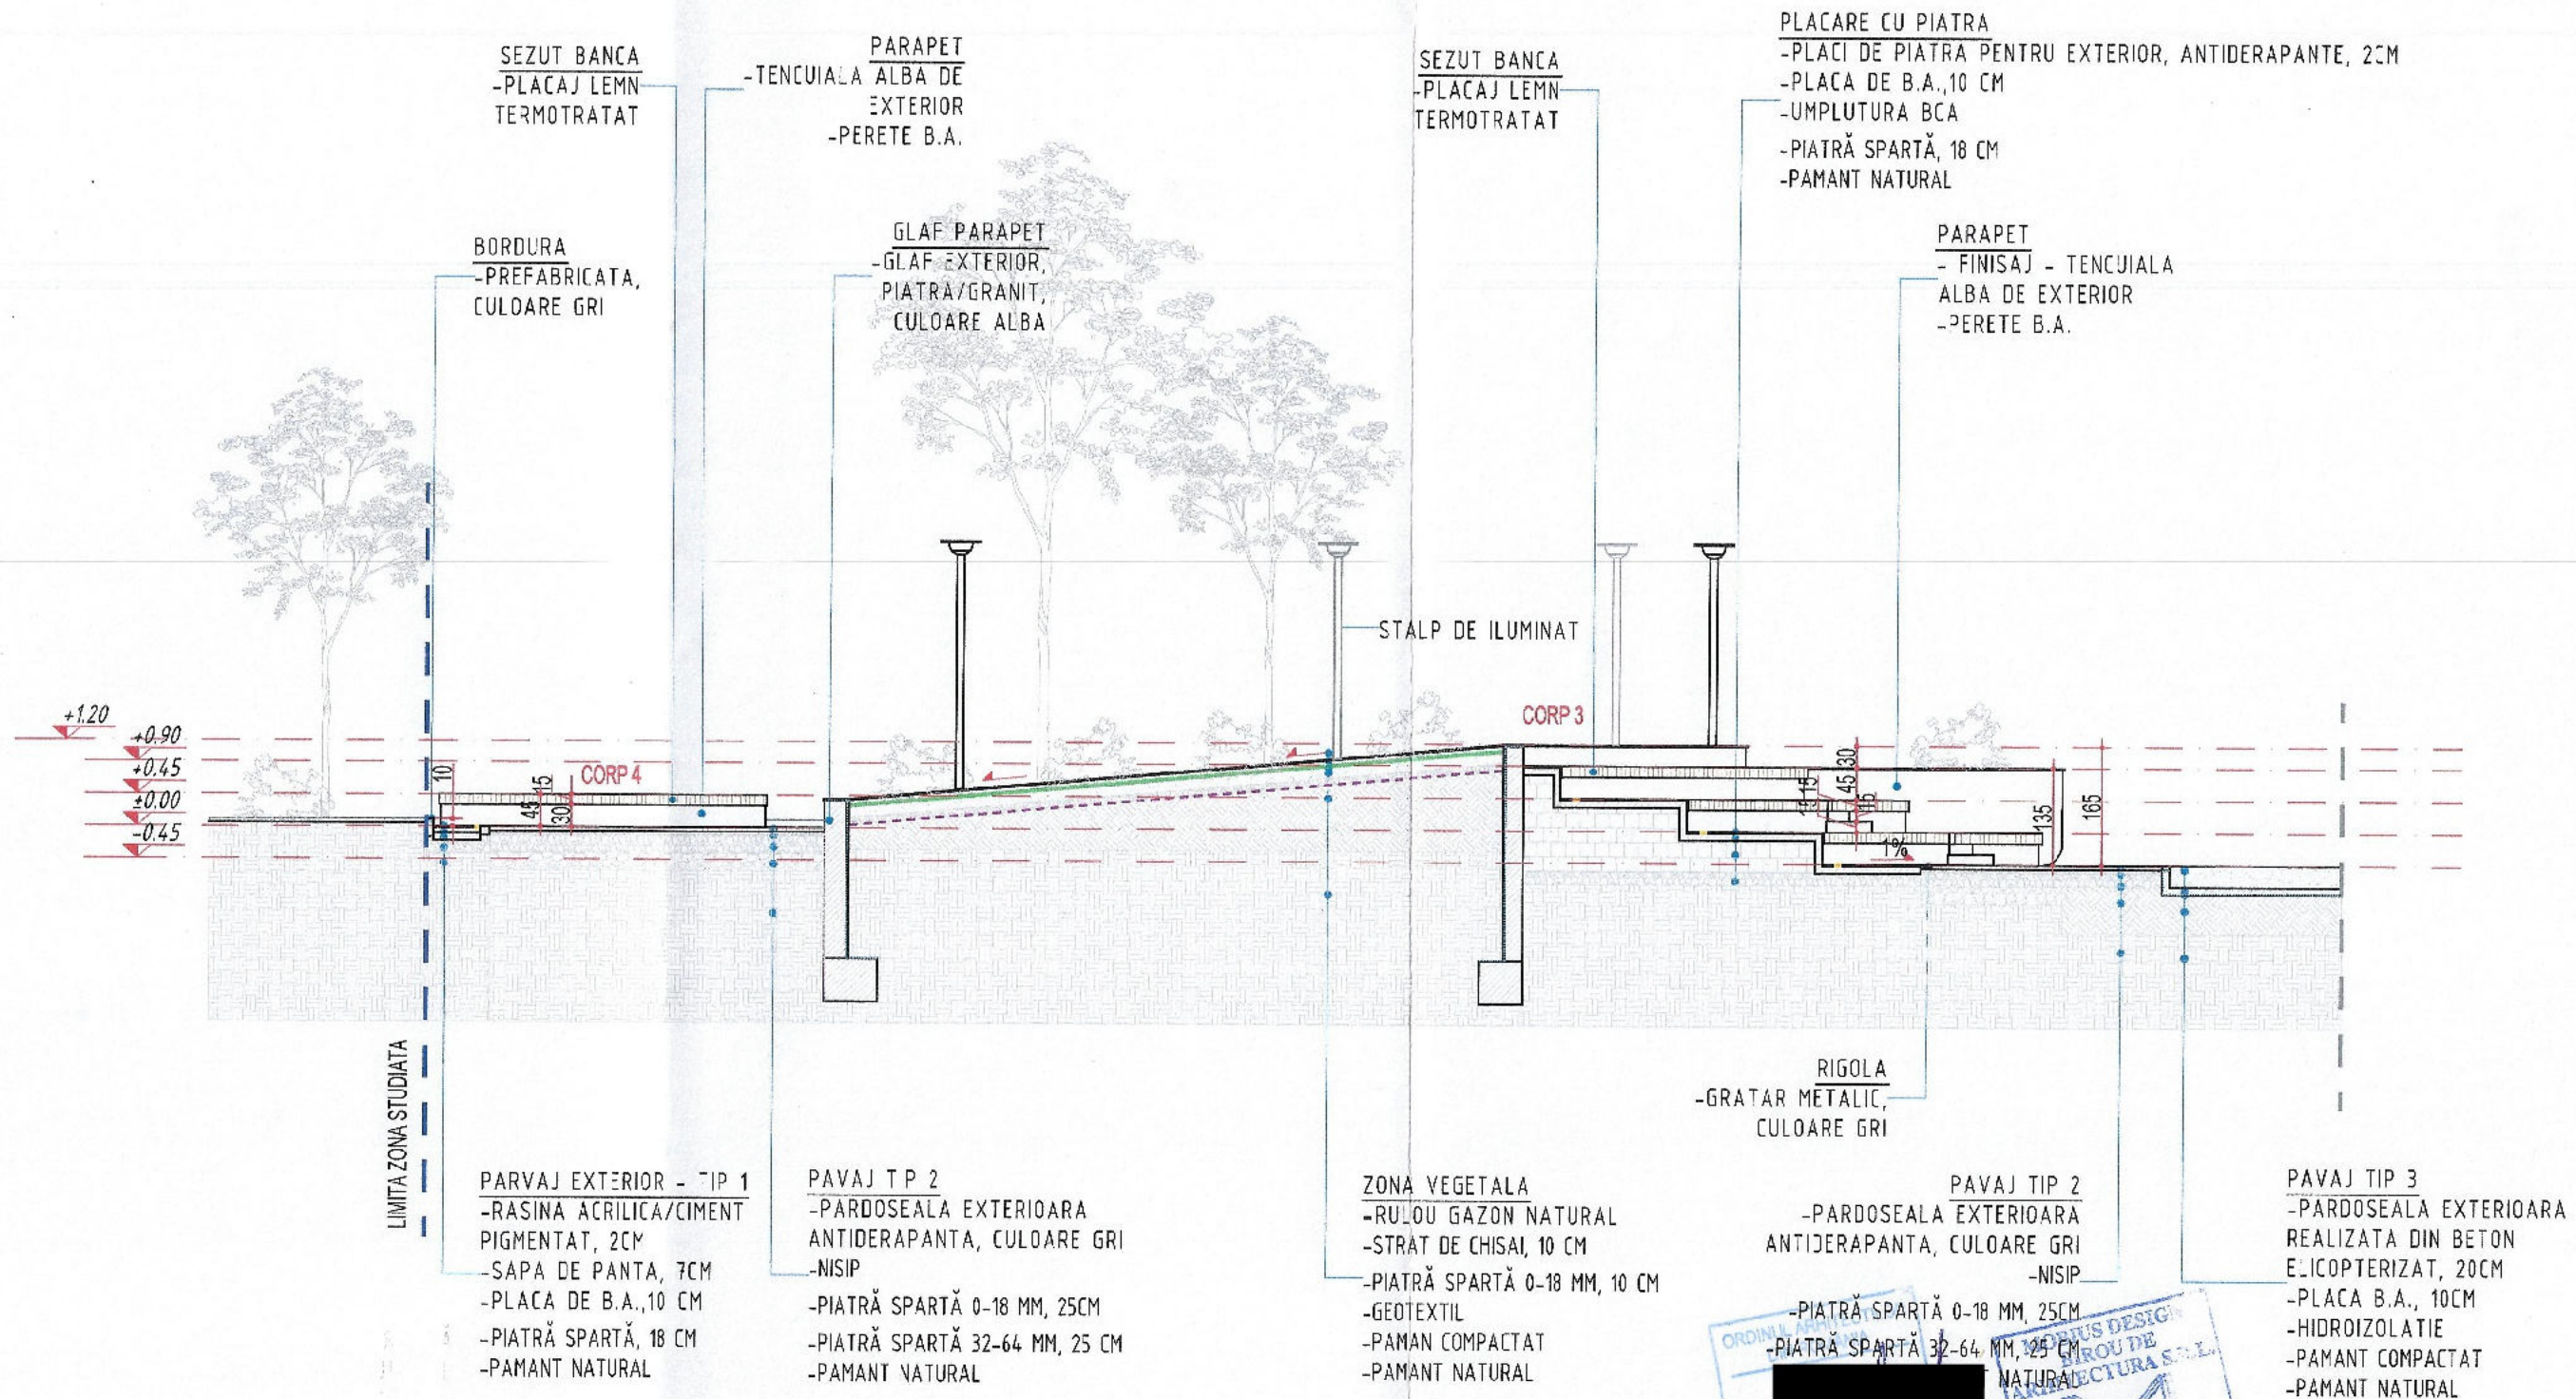 SEZUT BANCA
-PLACAJ LEMN
TERMOTRATAT
PARAPET
-TENCUIALA ALBA DE
EXTERIOR
-PERETE B.A.
SEZUT BANCA
-PLACAJ LEMN
TERMOTRATAT
PLACARE CU PIATRA
-PLACI DE PIATRA PENTRU EXTERIOR, ANTIDERAPANTE, 2CM
-PLACA DE B.A.,10 CM
-UMPLUTURA BCA
-PIATRĂ SPARTĂ, 18 CM
-PAMANT NATURAL
BORDURA
-PREFABRICATA,
CULOARE GRI
GLAF PARAPET
-GLAF EXTERIOR,
PIATRA/GRANIT,
CULOARE ALBA
PARAPET
- FINISAJ - TENCUIALA
ALBA DE EXTERIOR
-PERETE B.A.
STALP DE ILUMINAT
+1.20
+0.90
+0.45
±0.00
-0.45
10
45
15
30
CORP 4
CORP 3
15
45
30
15
135
165
1%
LIMITA ZONA STUDIATA
RIGOLA
-GRATAR METALIC,
CULOARE GRI
PARVAJ EXTERIOR - TIP 1
-RASINA ACRILICA/CIMENT
PIGMENTAT, 2CM
-SAPA DE PANTA, 7CM
-PLACA DE B.A.,10 CM
-PIATRĂ SPARTĂ, 18 CM
-PAMANT NATURAL
PAVAJ T P 2
-PARDOSEALA EXTERIOARA
ANTIDERAPANTA, CULOARE GRI
-NISIP
-PIATRĂ SPARTĂ 0-18 MM, 25CM
-PIATRĂ SPARTĂ 32-64 MM, 25 CM
-PAMANT NATURAL
ZONA VEGETALA
-RULOU GAZON NATURAL
-STRAT DE CHISAI, 10 CM
-PIATRĂ SPARTĂ 0-18 MM, 10 CM
-GEOTEXTIL
-PAMAN COMPACTAT
-PAMANT NATURAL
PAVAJ TIP 2
-PARDOSEALA EXTERIOARA
ANTIDERAPANTA, CULOARE GRI
-NISIP
-PIATRĂ SPARTĂ 0-18 MM, 25CM
-PIATRĂ SPARTĂ 32-64 MM, 25 CM
NATURAL
PAVAJ TIP 3
-PARDOSEALA EXTERIOARA
REALIZATA DIN BETON
ELICOPTERIZAT, 20CM
-PLACA B.A., 10CM
-HIDROIZOLATIE
-PAMANT COMPACTAT
-PAMANT NATURAL
ORDINUL ARHITECTILOR
MOBIUS DESIGN
BIROU DE
ARHITECTURA S.R.L.